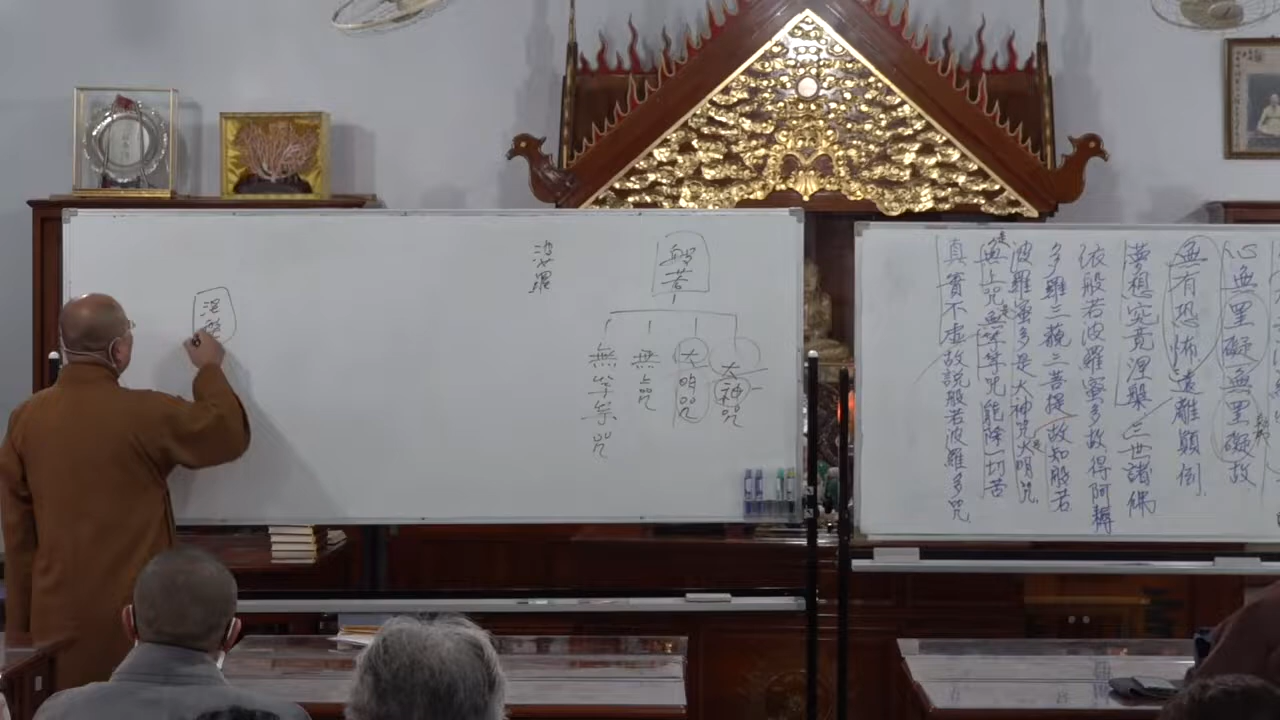 心無罣礙無罣礙故
無有恐怖遠離顛倒
夢想究竟涅槃三世諸佛
依般若波羅蜜多故得阿耨
多羅三藐三菩提故知般若
波羅蜜多是大神咒是大明咒
是無上咒是無等等咒能除一切苦
真實不虛故說般若波羅多咒
般若
大神咒
大明咒
無上咒
無等等咒
涅槃